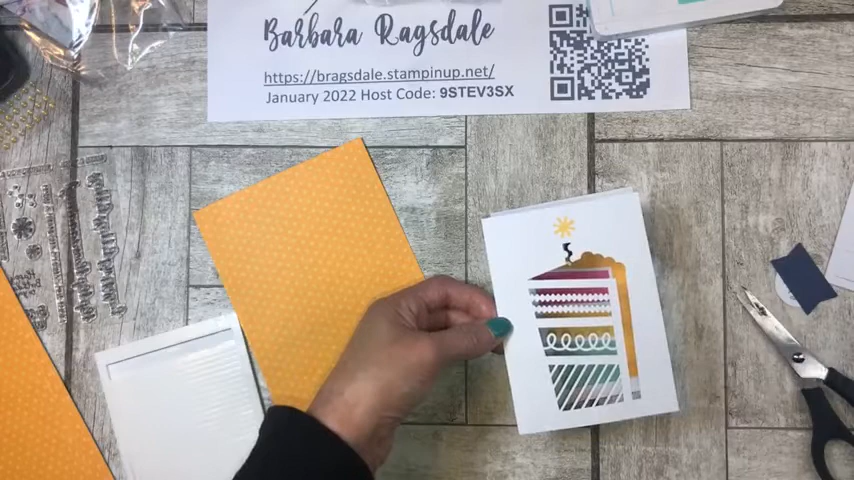 Barbara Ragsdale
https://bragsdale.stampinup.net/
January 2022 Host Code: 9STEV3SX